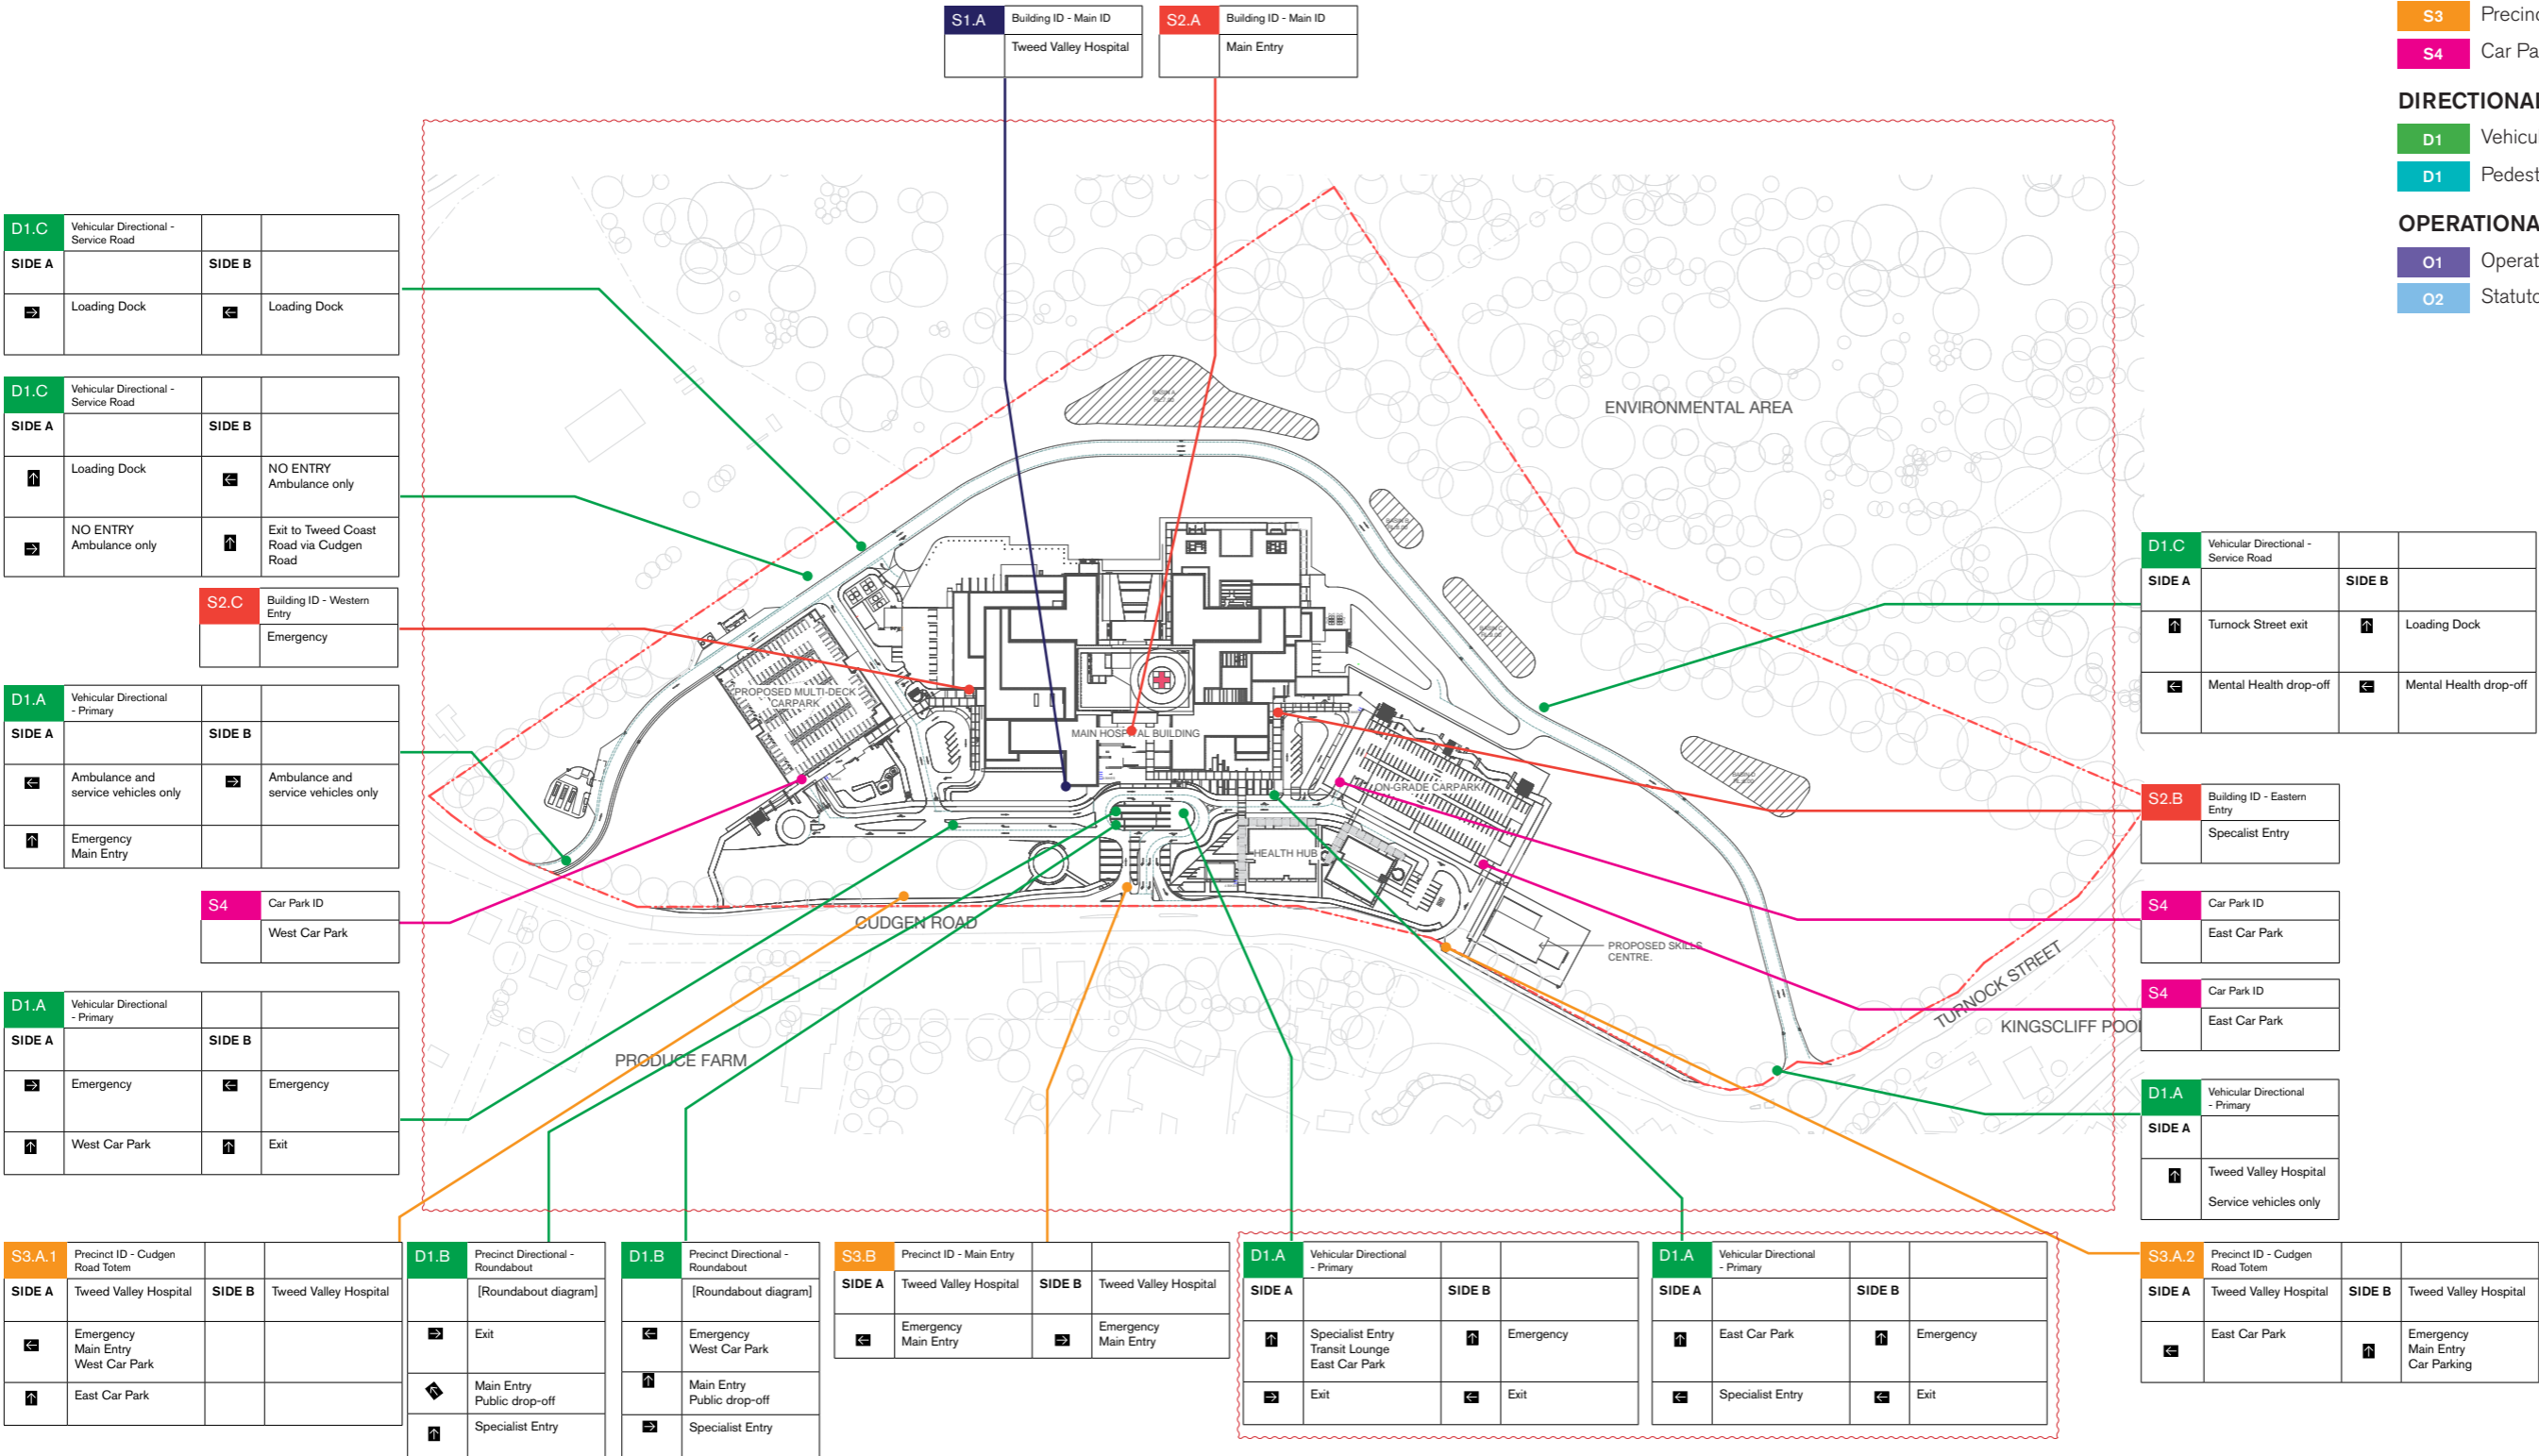 S1.A Building ID - Main ID
Tweed Valley Hospital
S2.A Building ID - Main ID
Main Entry
S3
S4
D1
D1
O1
O2
D1.C Vehicular Directional -
Service Road
SIDE A SIDE B
Loading Dock Loading Dock
D1.C Vehicular Directional -
Service Road
SIDE A SIDE B
Loading Dock NO ENTRY
Ambulance only
NO ENTRY
Ambulance only
Exit to Tweed Coast
Road via Cudgen
Road
S2.C Building ID - Western
Entry
Emergency
D1.A Vehicular Directional
- Primary
SIDE A SIDE B
Ambulance and
service vehicles only
Ambulance and
service vehicles only
Emergency
Main Entry
S4 Car Park ID
West Car Park
D1.A Vehicular Directional
- Primary
SIDE A SIDE B
Emergency Emergency
West Car Park Exit
ENVIRONMENTAL AREA
PROPOSED MULTI-DECK
CARPARK
MAIN HOSPITAL BUILDING
ON-GRADE CARPARK
HEALTH HUB
CUDGEN ROAD
PROPOSED SKILLS
CENTRE.
TURNOCK STREET
KINGSCLIFF POOL
PRODUCE FARM
D1.C Vehicular Directional -
Service Road
SIDE A SIDE B
Turnock Street exit Loading Dock
Mental Health drop-off Mental Health drop-off
S2.B Building ID - Eastern
Entry
Specalist Entry
S4 Car Park ID
East Car Park
S4 Car Park ID
East Car Park
D1.A Vehicular Directional
- Primary
SIDE A
Tweed Valley Hospital
Service vehicles only
S3.A.1 Precinct ID - Cudgen
Road Totem
SIDE A Tweed Valley Hospital SIDE B Tweed Valley Hospital
Emergency
Main Entry
West Car Park
East Car Park
D1.B Precinct Directional -
Roundabout
[Roundabout diagram]
Exit
Main Entry
Public drop-off
Specialist Entry
D1.B Precinct Directional -
Roundabout
[Roundabout diagram]
Emergency
West Car Park
Main Entry
Public drop-off
Specialist Entry
S3.B Precinct ID - Main Entry
SIDE A Tweed Valley Hospital SIDE B Tweed Valley Hospital
Emergency
Main Entry
Emergency
Main Entry
D1.A Vehicular Directional
- Primary
SIDE A SIDE B
Specialist Entry
Transit Lounge
East Car Park
Emergency
Exit Exit
D1.A Vehicular Directional
- Primary
SIDE A SIDE B
East Car Park Emergency
Specialist Entry Exit
S3.A.2 Precinct ID - Cudgen
Road Totem
SIDE A Tweed Valley Hospital SIDE B Tweed Valley Hospital
East Car Park
Emergency
Main Entry
Car Parking